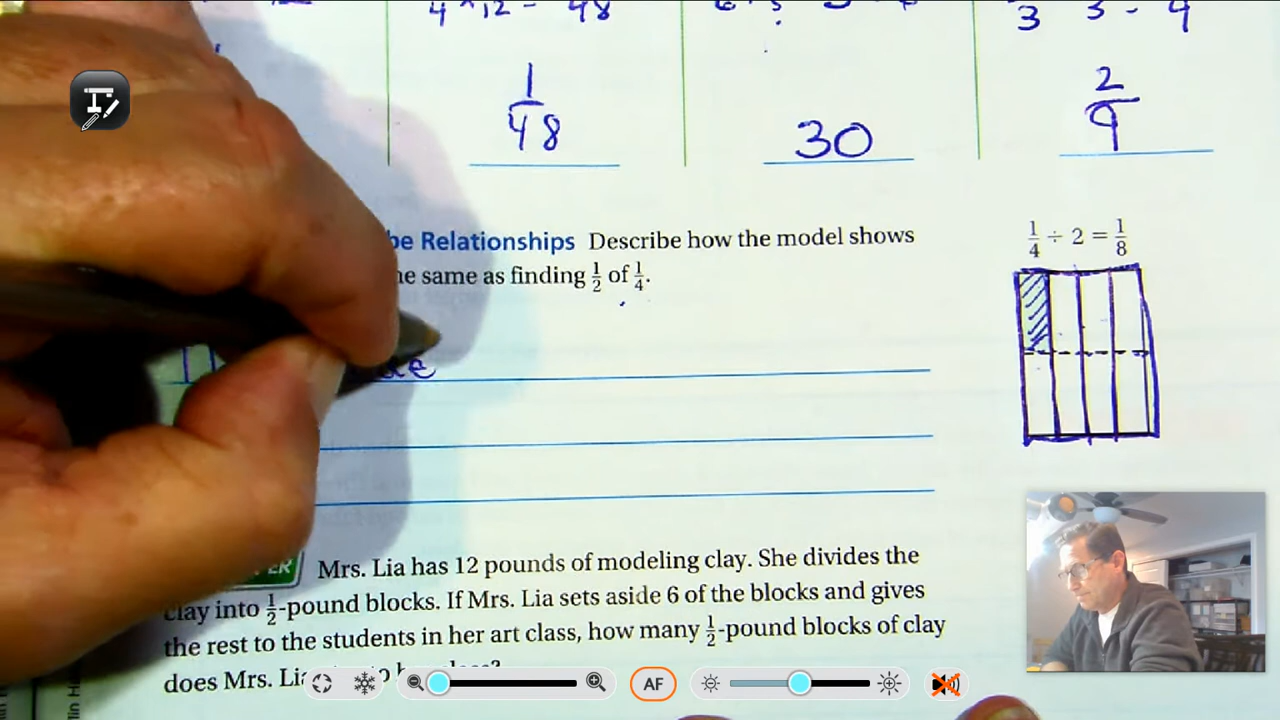 4 × 12 = 48
3 3 = 9
1/48
30
2/9
be Relationships Describe how the model shows
he same as finding 1/2 of 1/4.
1/4 ÷ 2 = 1/8
Mrs. Lia has 12 pounds of modeling clay. She divides the
clay into 1/2-pound blocks. If Mrs. Lia sets aside 6 of the blocks and gives
the rest to the students in her art class, how many 1/2-pound blocks of clay
does Mrs.
AF